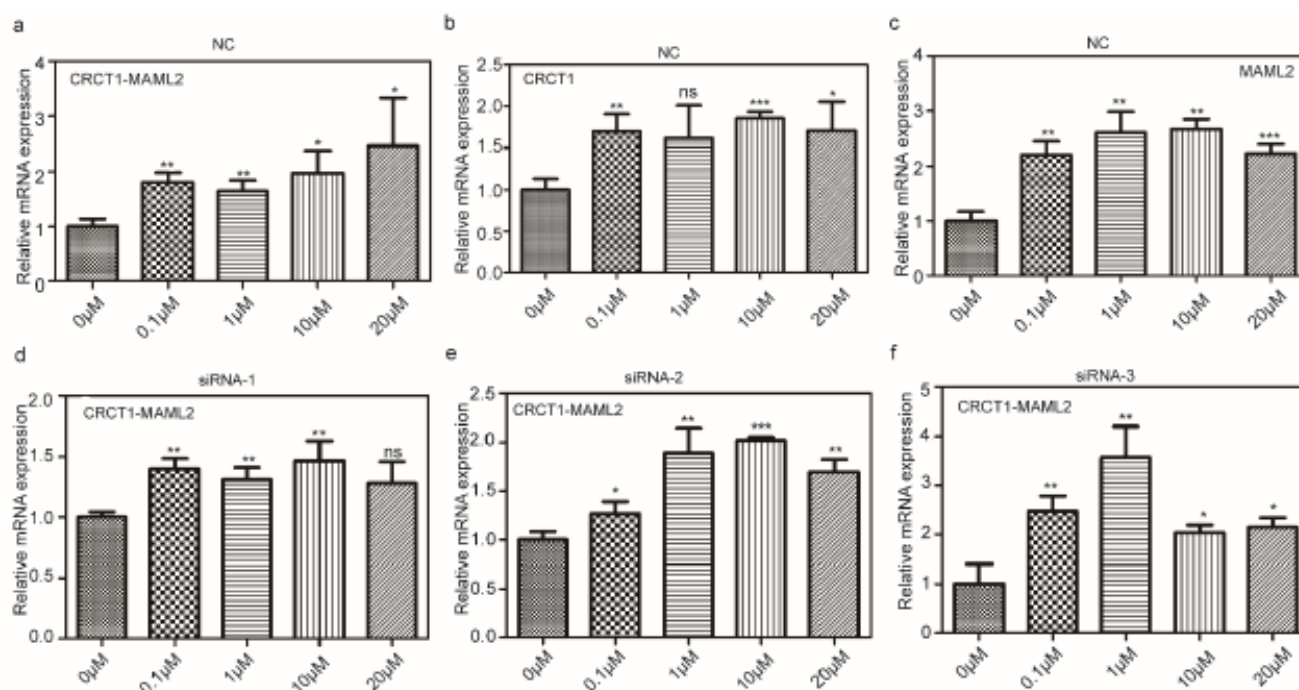 a
NC
CRCT1-MAML2
Relative mRNA expression
4
3
2
1
0
*
**
**
*
0µM
0.1µM
1µM
10µM
20µM
b
NC
CRCT1
Relative mRNA expression
2.5
2.0
1.5
1.0
0.5
0.0
**
ns
***
*
0µM
0.1µM
1µM
10µM
20µM
c
NC
MAML2
Relative mRNA expression
4
3
2
1
0
**
**
**
***
0µM
0.1µM
1µM
10µM
20µM
d
siRNA-1
CRCT1-MAML2
Relative mRNA expression
2.0
1.5
1.0
0.5
0.0
**
**
**
ns
0µM
0.1µM
1µM
10µM
20µM
e
siRNA-2
CRCT1-MAML2
Relative mRNA expression
2.5
2.0
1.5
1.0
0.5
0.0
*
**
***
**
0µM
0.1µM
1µM
10µM
20µM
f
siRNA-3
CRCT1-MAML2
Relative mRNA expression
5
4
3
2
1
0
**
**
*
*
0µM
0.1µM
1µM
10µM
20µM